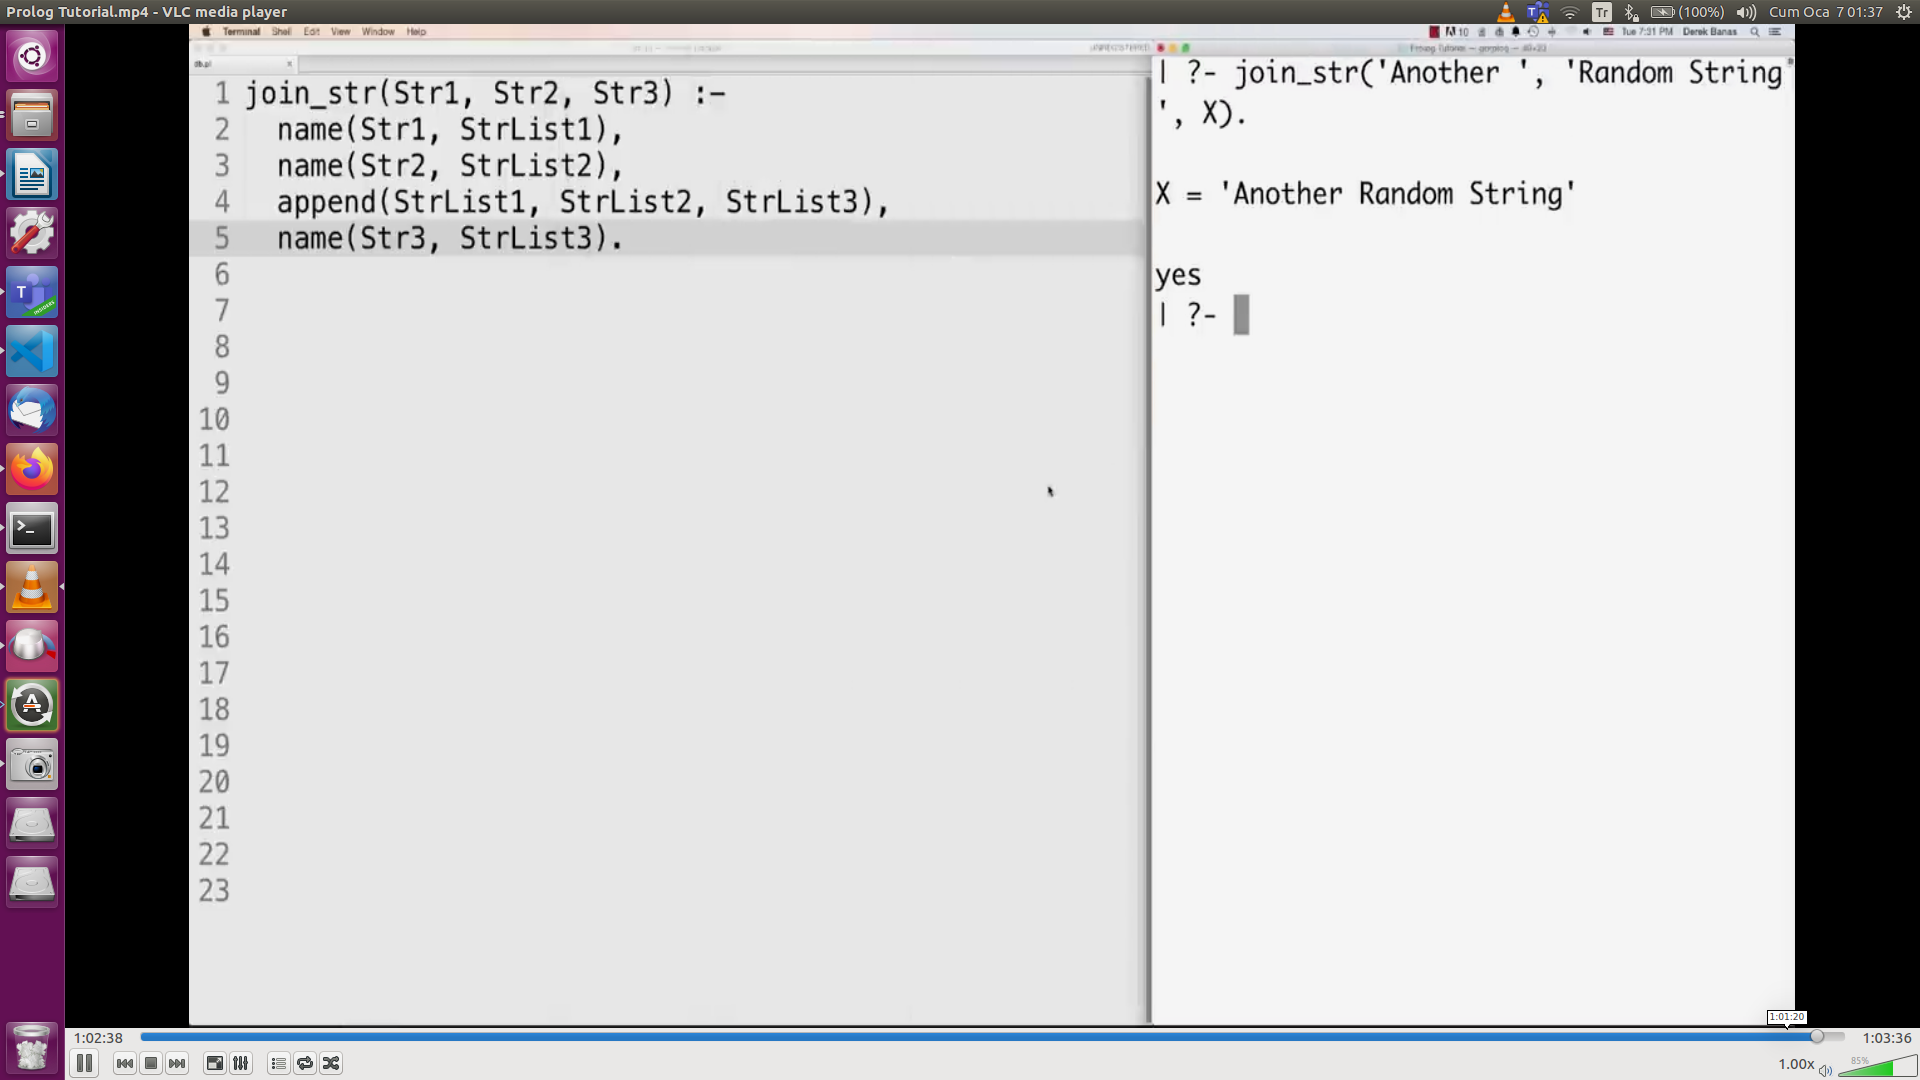 Prolog Tutorial.mp4 - VLC media player
Tr
(100%)
Cum Oca 7 01:37
Terminal Shell Edit View Window Help
10
Tue 7:31 PM Derek Banas
db.pl
1 join_str(Str1, Str2, Str3) :-
2 name(Str1, StrList1),
3 name(Str2, StrList2),
4 append(StrList1, StrList2, StrList3),
5 name(Str3, StrList3).
6
7
8
9
10
11
12
13
14
15
16
17
18
19
20
21
22
23
| ?- join_str('Another ', 'Random String
', X).
X = 'Another Random String'
yes
| ?-
1:01:20
1:02:38
1:03:36
1.00x
85%